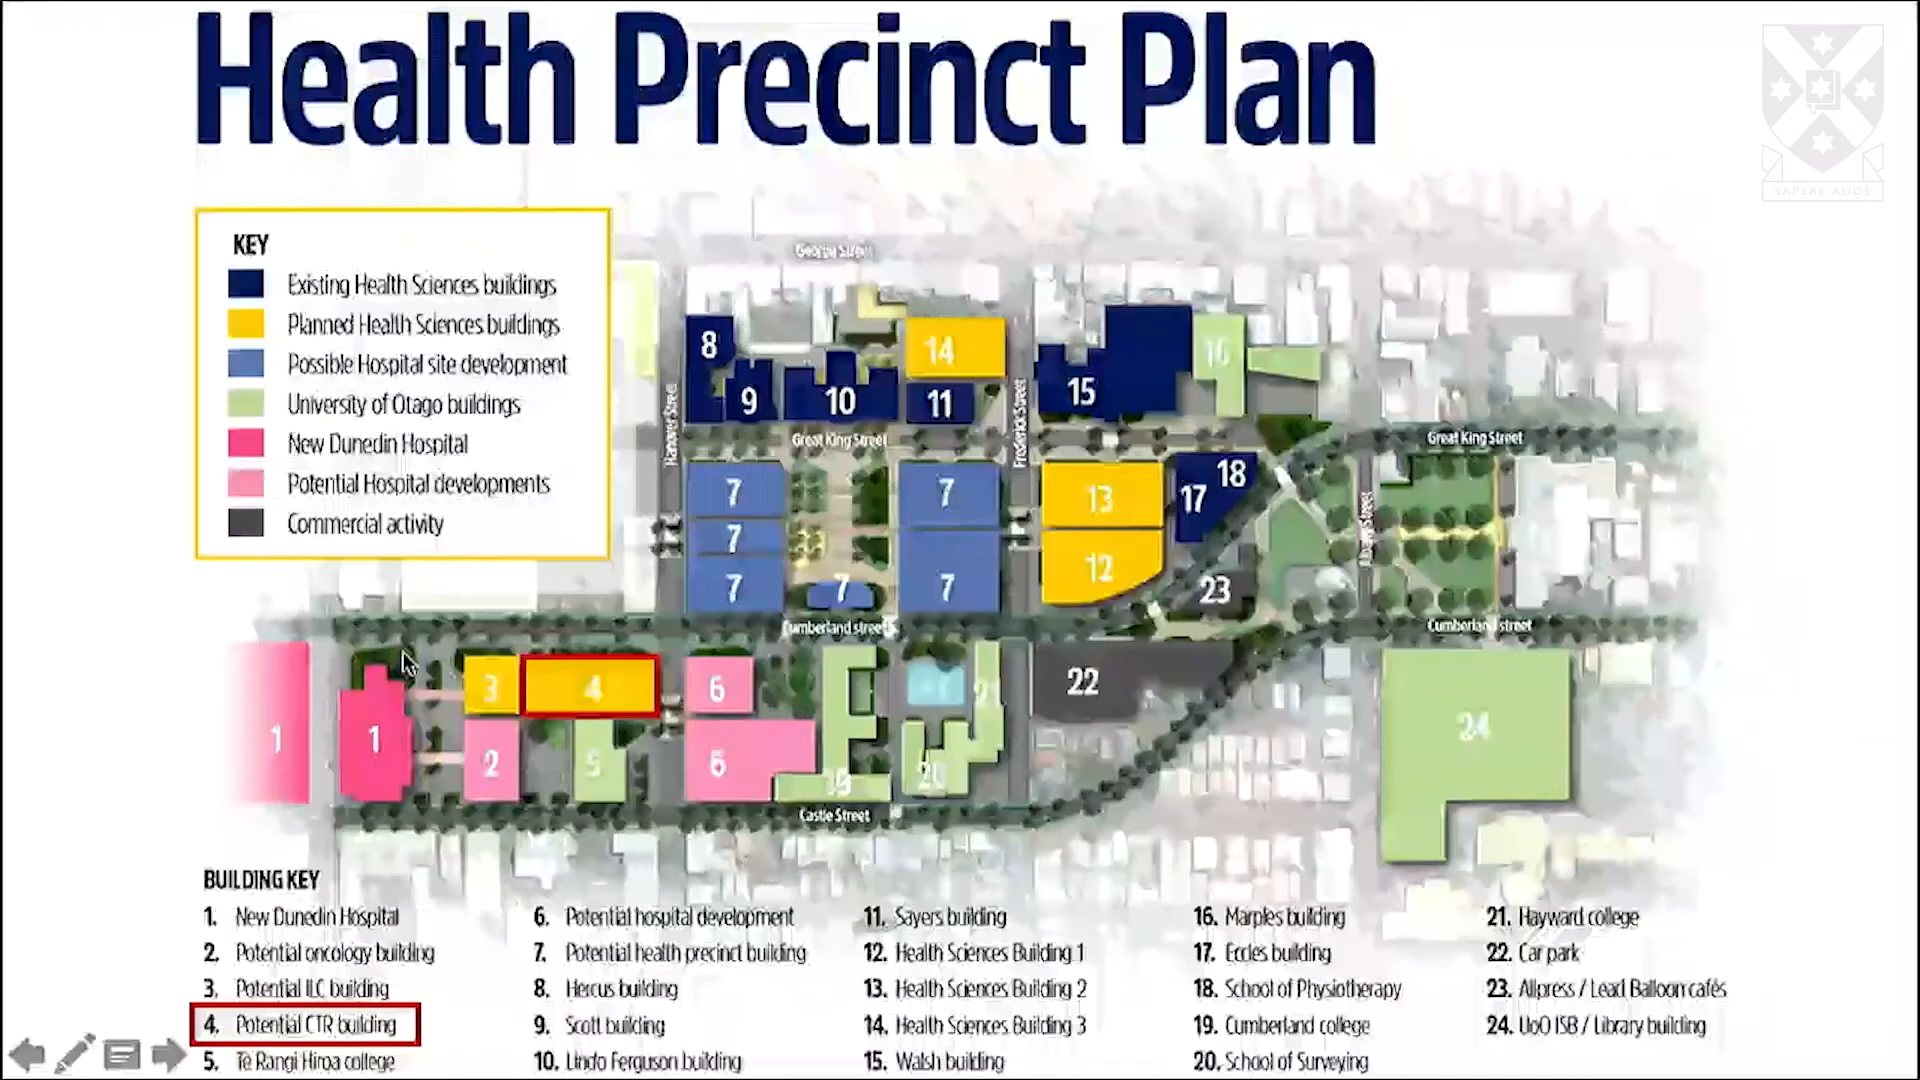 Health Precinct Plan
SAPERE AUDE
KEY
Existing Health Sciences buildings
Planned Health Sciences buildings
Possible Hospital site development
University of Otago buildings
New Dunedin Hospital
Potential Hospital developments
Commercial activity
George Street
8
14
16
9
10
11
15
Hanover Street
Frederick Street
Great King Street
Great King Street
7
7
13
17
18
7
Albany Street
7
7
7
12
23
Cumberland street
Cumberland street
3
4
6
21
22
24
1
1
2
5
6
19
20
Castle Street
BUILDING KEY
1. New Dunedin Hospital
2. Potential oncology building
3. Potential ILC building
4. Potential CTR building
5. Te Rangi Hiroa college
6. Potential hospital development
7. Potential health precinct building
8. Hercus building
9. Scott building
10. Lindo Ferguson building
11. Sayers building
12. Health Sciences Building 1
13. Health Sciences Building 2
14. Health Sciences Building 3
15. Walsh building
16. Marples building
17. Eccles building
18. School of Physiotherapy
19. Cumberland college
20. School of Surveying
21. Hayward college
22. Car park
23. Allpress / Lead Balloon cafés
24. UoO ISB / Library building